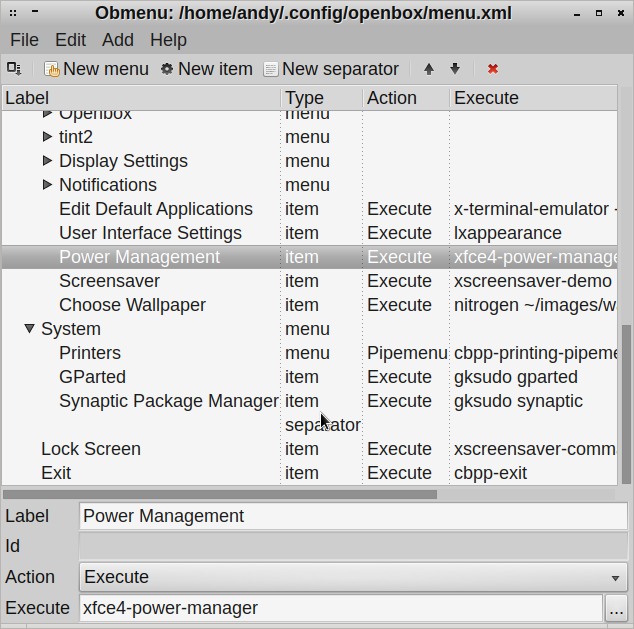 Obmenu: /home/andy/.config/openbox/menu.xml
File Edit Add Help
New menu New item New separator
Label Type Action Execute
Openbox menu
tint2 menu
Display Settings menu
Notifications menu
Edit Default Applications item Execute x-terminal-emulator -
User Interface Settings item Execute lxappearance
Power Management item Execute xfce4-power-manage
Screensaver item Execute xscreensaver-demo
Choose Wallpaper item Execute nitrogen ~/images/wa
System menu
Printers menu Pipemenu cbpp-printing-pipeme
GParted item Execute gksudo gparted
Synaptic Package Manager item Execute gksudo synaptic
separator
Lock Screen item Execute xscreensaver-comm
Exit item Execute cbpp-exit
Label Power Management
Id
Action Execute
Execute xfce4-power-manager ...